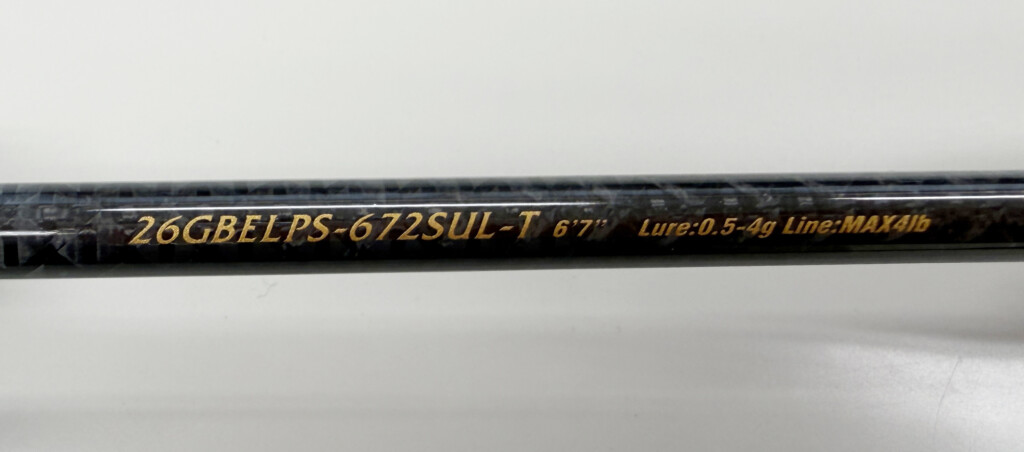 26GBELPS-672SUL-T 6'7" Lure:0.5-4g Line:MAX4lb